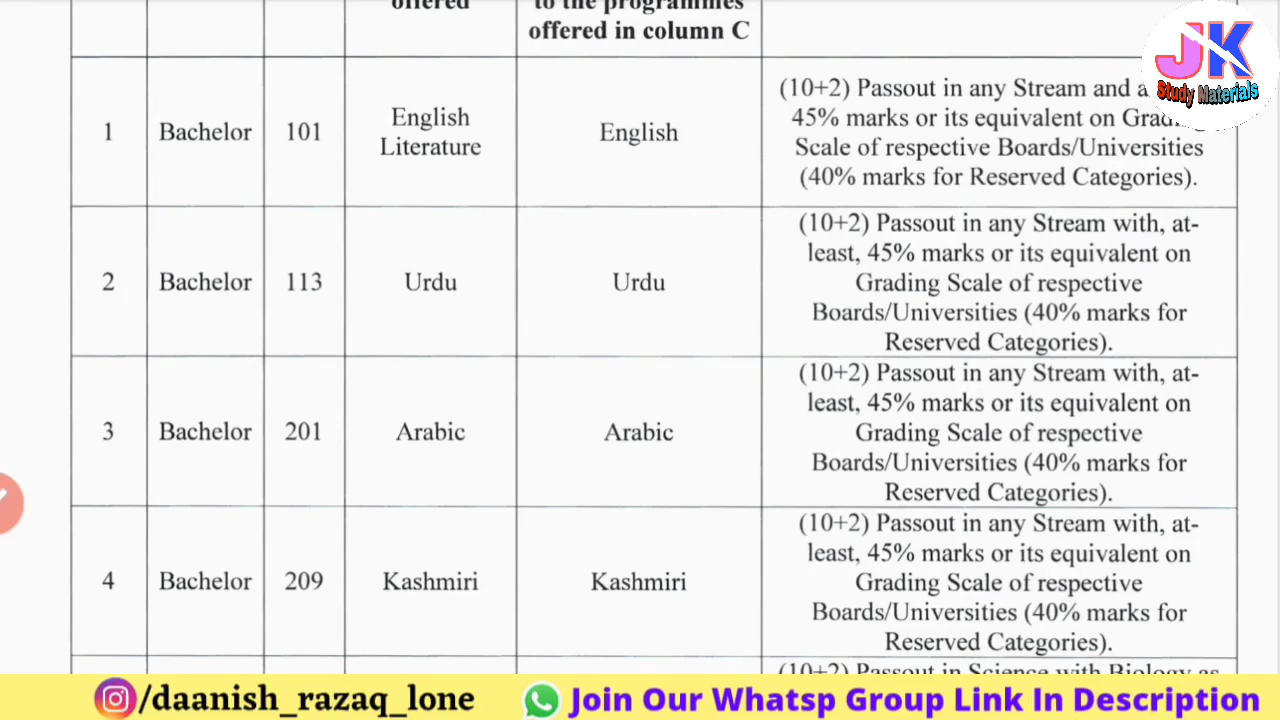 offered
to the programmes
offered in column C
JK
Study Materials
1
Bachelor
101
English
Literature
English
(10+2) Passout in any Stream and a
45% marks or its equivalent on Grading
Scale of respective Boards/Universities
(40% marks for Reserved Categories).
2
Bachelor
113
Urdu
Urdu
(10+2) Passout in any Stream with, at-
least, 45% marks or its equivalent on
Grading Scale of respective
Boards/Universities (40% marks for
Reserved Categories).
3
Bachelor
201
Arabic
Arabic
(10+2) Passout in any Stream with, at-
least, 45% marks or its equivalent on
Grading Scale of respective
Boards/Universities (40% marks for
Reserved Categories).
4
Bachelor
209
Kashmiri
Kashmiri
(10+2) Passout in any Stream with, at-
least, 45% marks or its equivalent on
Grading Scale of respective
Boards/Universities (40% marks for
Reserved Categories).
(10+2) Passout in Science with Biology as
/daanish_razaq_lone
Join Our Whatsp Group Link In Description